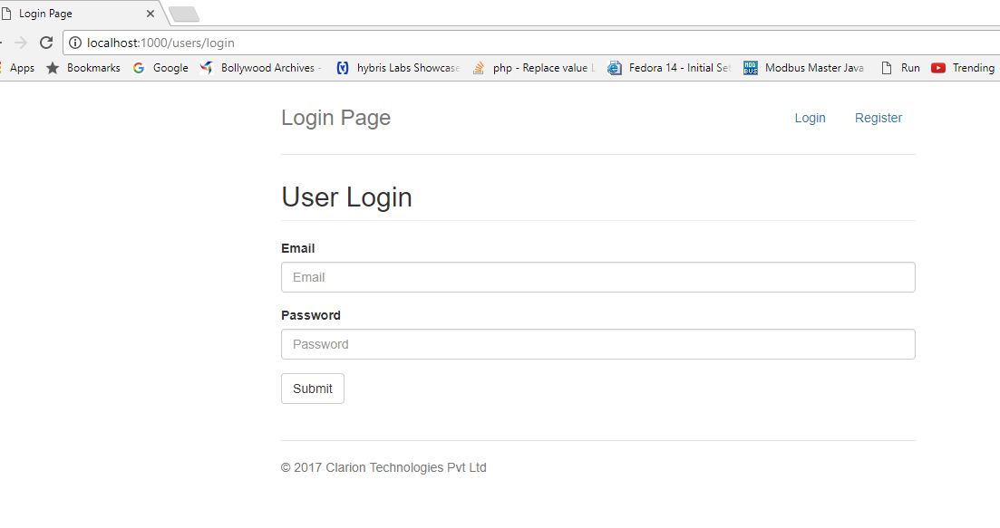 Login Page
localhost:1000/users/login
Apps Bookmarks Google Bollywood Archives - hybris Labs Showcase php - Replace value Fedora 14 - Initial Set MOD BUS Modbus Master Java Run Trending
Login Page Login Register
User Login
Email
Email
Password
Password
Submit
© 2017 Clarion Technologies Pvt Ltd